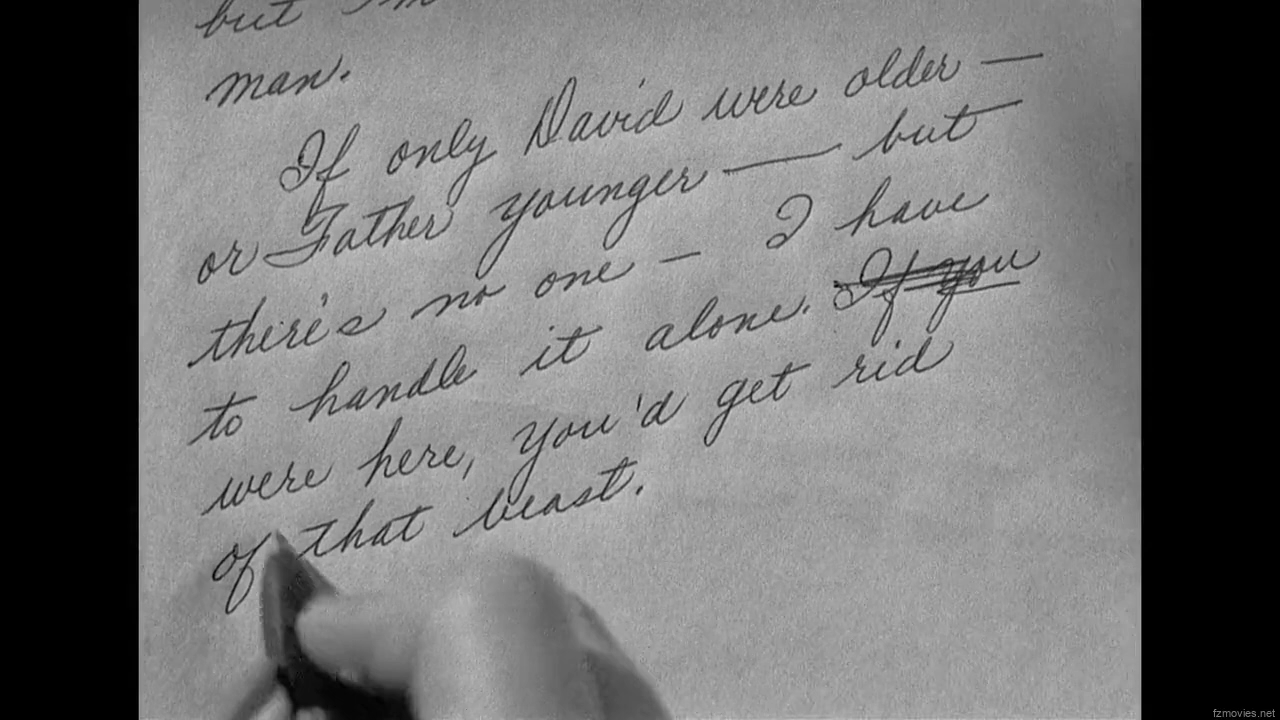 but I'm
man.
If only David were older —
or Father younger — but
there's no one — I have
to handle it alone. If you
were here, you'd get rid
of that beast.
fzmovies.net